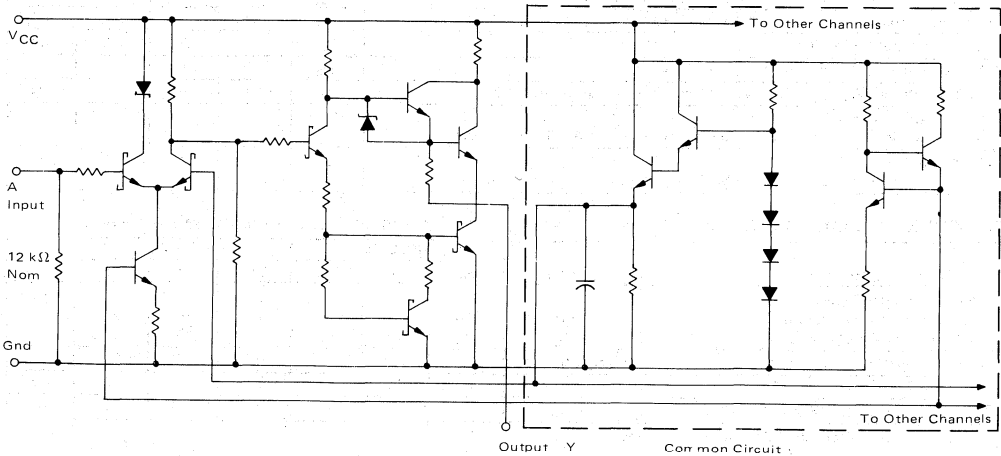 To Other Channels
VCC
A
Input
12 kΩ
Nom
Gnd
To Other Channels
Output Y
Common Circuit